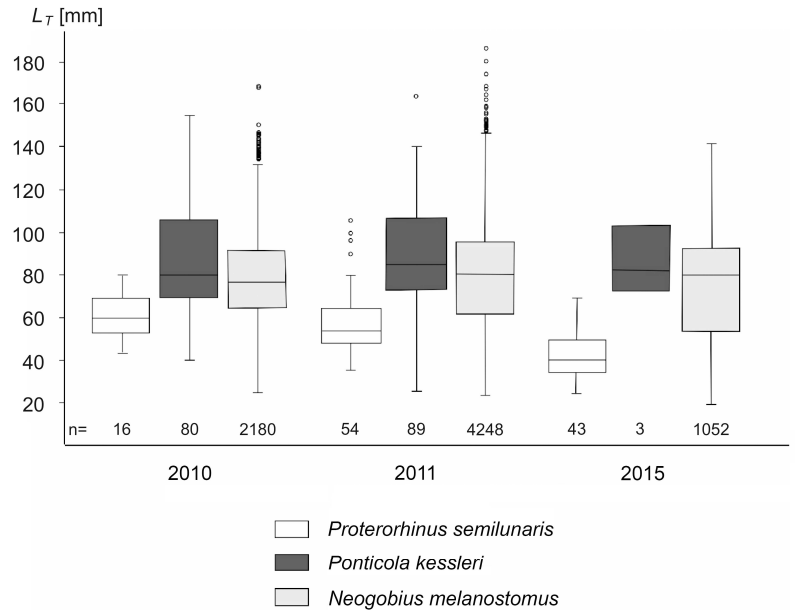 L_T [mm]
180
160
140
120
100
80
60
40
20
n= 16 80 2180 54 89 4248 43 3 1052
2010 2011 2015
Proterorhinus semilunaris
Ponticola kessleri
Neogobius melanostomus